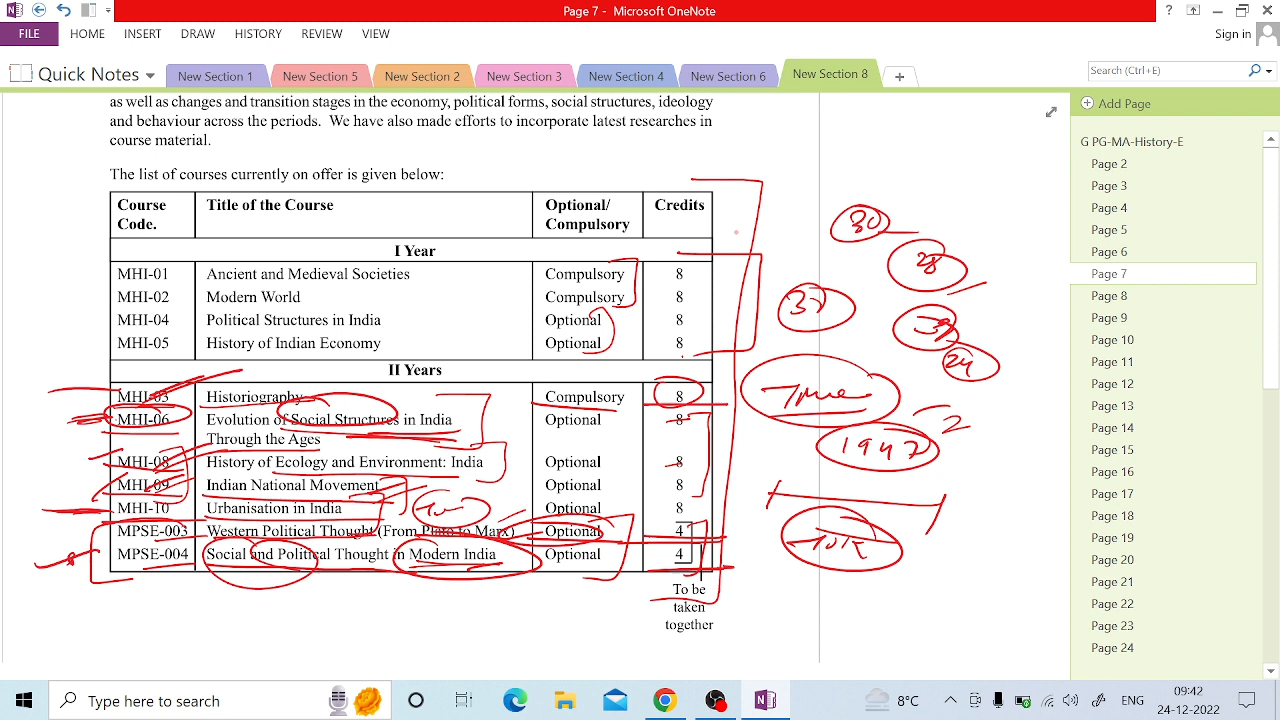 Page 7 - Microsoft OneNote
?
FILE HOME INSERT DRAW HISTORY REVIEW VIEW Sign in
Quick Notes New Section 1 New Section 5 New Section 2 New Section 3 New Section 4 New Section 6 New Section 8 + Search (Ctrl+E)
as well as changes and transition stages in the economy, political forms, social structures, ideology
and behaviour across the periods. We have also made efforts to incorporate latest researches in
course material.
The list of courses currently on offer is given below:
Course Code. Title of the Course Optional/ Compulsory Credits
I Year
MHI-01 Ancient and Medieval Societies Compulsory 8
MHI-02 Modern World Compulsory 8
MHI-04 Political Structures in India Optional 8
MHI-05 History of Indian Economy Optional 8
II Years
MHI-03 Historiography Compulsory 8
MHI-06 Evolution of Social Structures in India Optional 8
Through the Ages
MHI-08 History of Ecology and Environment: India Optional 8
MHI-09 Indian National Movement Optional 8
MHI-10 Urbanisation in India Optional 8
MPSE-003 Western Political Thought (From Plato to Marx) Optional 4
MPSE-004 Social and Political Thought in Modern India Optional 4
To be
taken
together
30
28
24
Time
1947
2
Add Page
G PG-MA-History-E
Page 2
Page 3
Page 4
Page 5
Page 6
Page 7
Page 8
Page 9
Page 10
Page 11
Page 12
Page 13
Page 14
Page 15
Page 16
Page 17
Page 18
Page 19
Page 20
Page 21
Page 22
Page 23
Page 24
Type here to search
8°C
ENG
09:42
24-12-2022